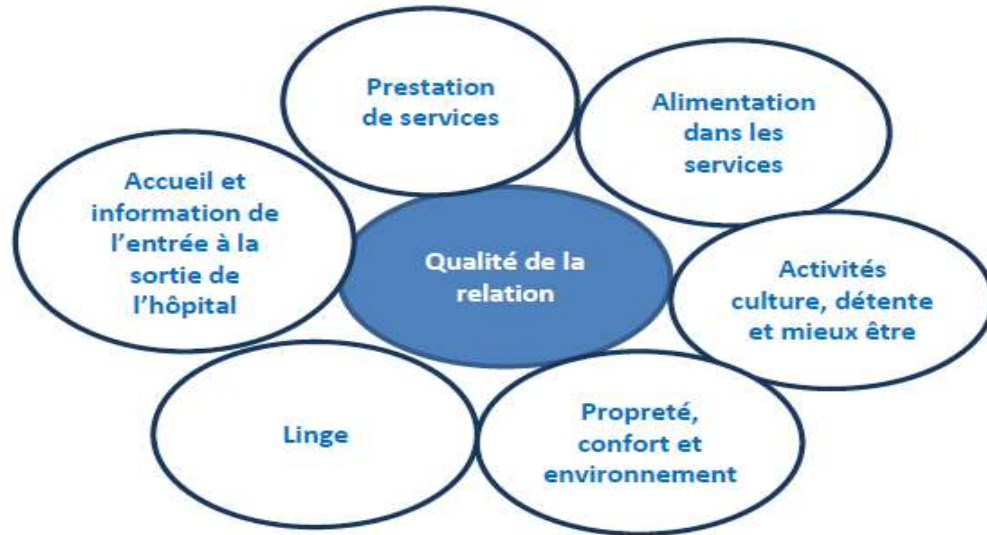 Prestation
de services
Alimentation
dans les
services
Accueil et
information de
l'entrée à la
sortie de
l'hôpital
Qualité de la
relation
Activités
culture, détente
et mieux être
Linge
Propreté,
confort et
environnement